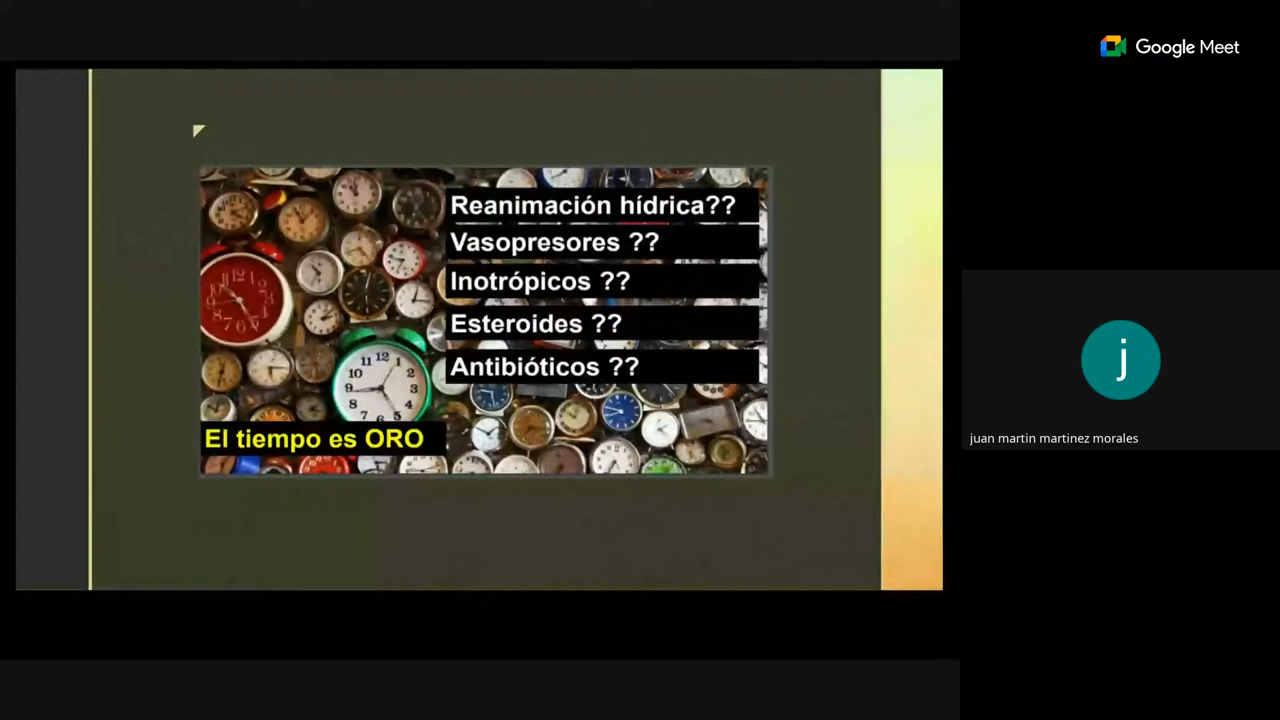 Google Meet
Reanimación hídrica??
Vasopresores ??
Inotrópicos ??
Esteroides ??
Antibióticos ??
El tiempo es ORO
j
juan martin martinez morales